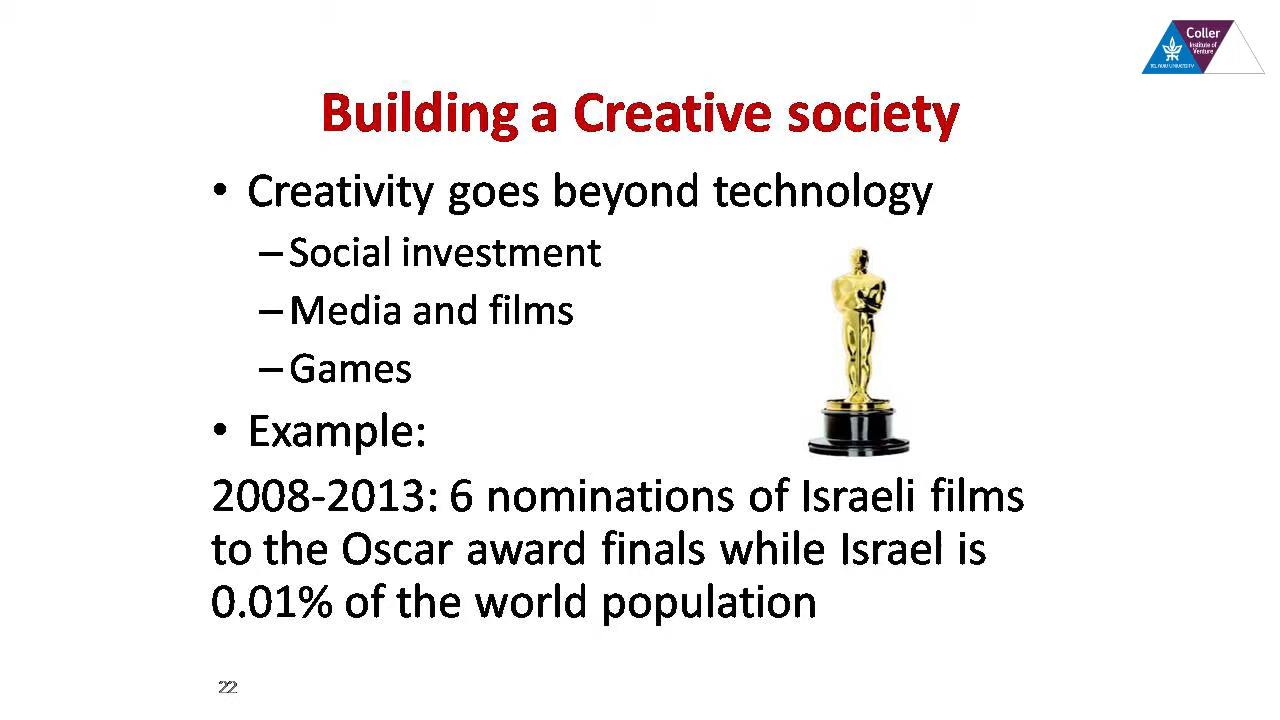 Coller
Institute of
Venture
TEL AVIV UNIVERSITY
Building a Creative society
• Creativity goes beyond technology
– Social investment
– Media and films
– Games
• Example:
2008-2013: 6 nominations of Israeli films
to the Oscar award finals while Israel is
0.01% of the world population
22